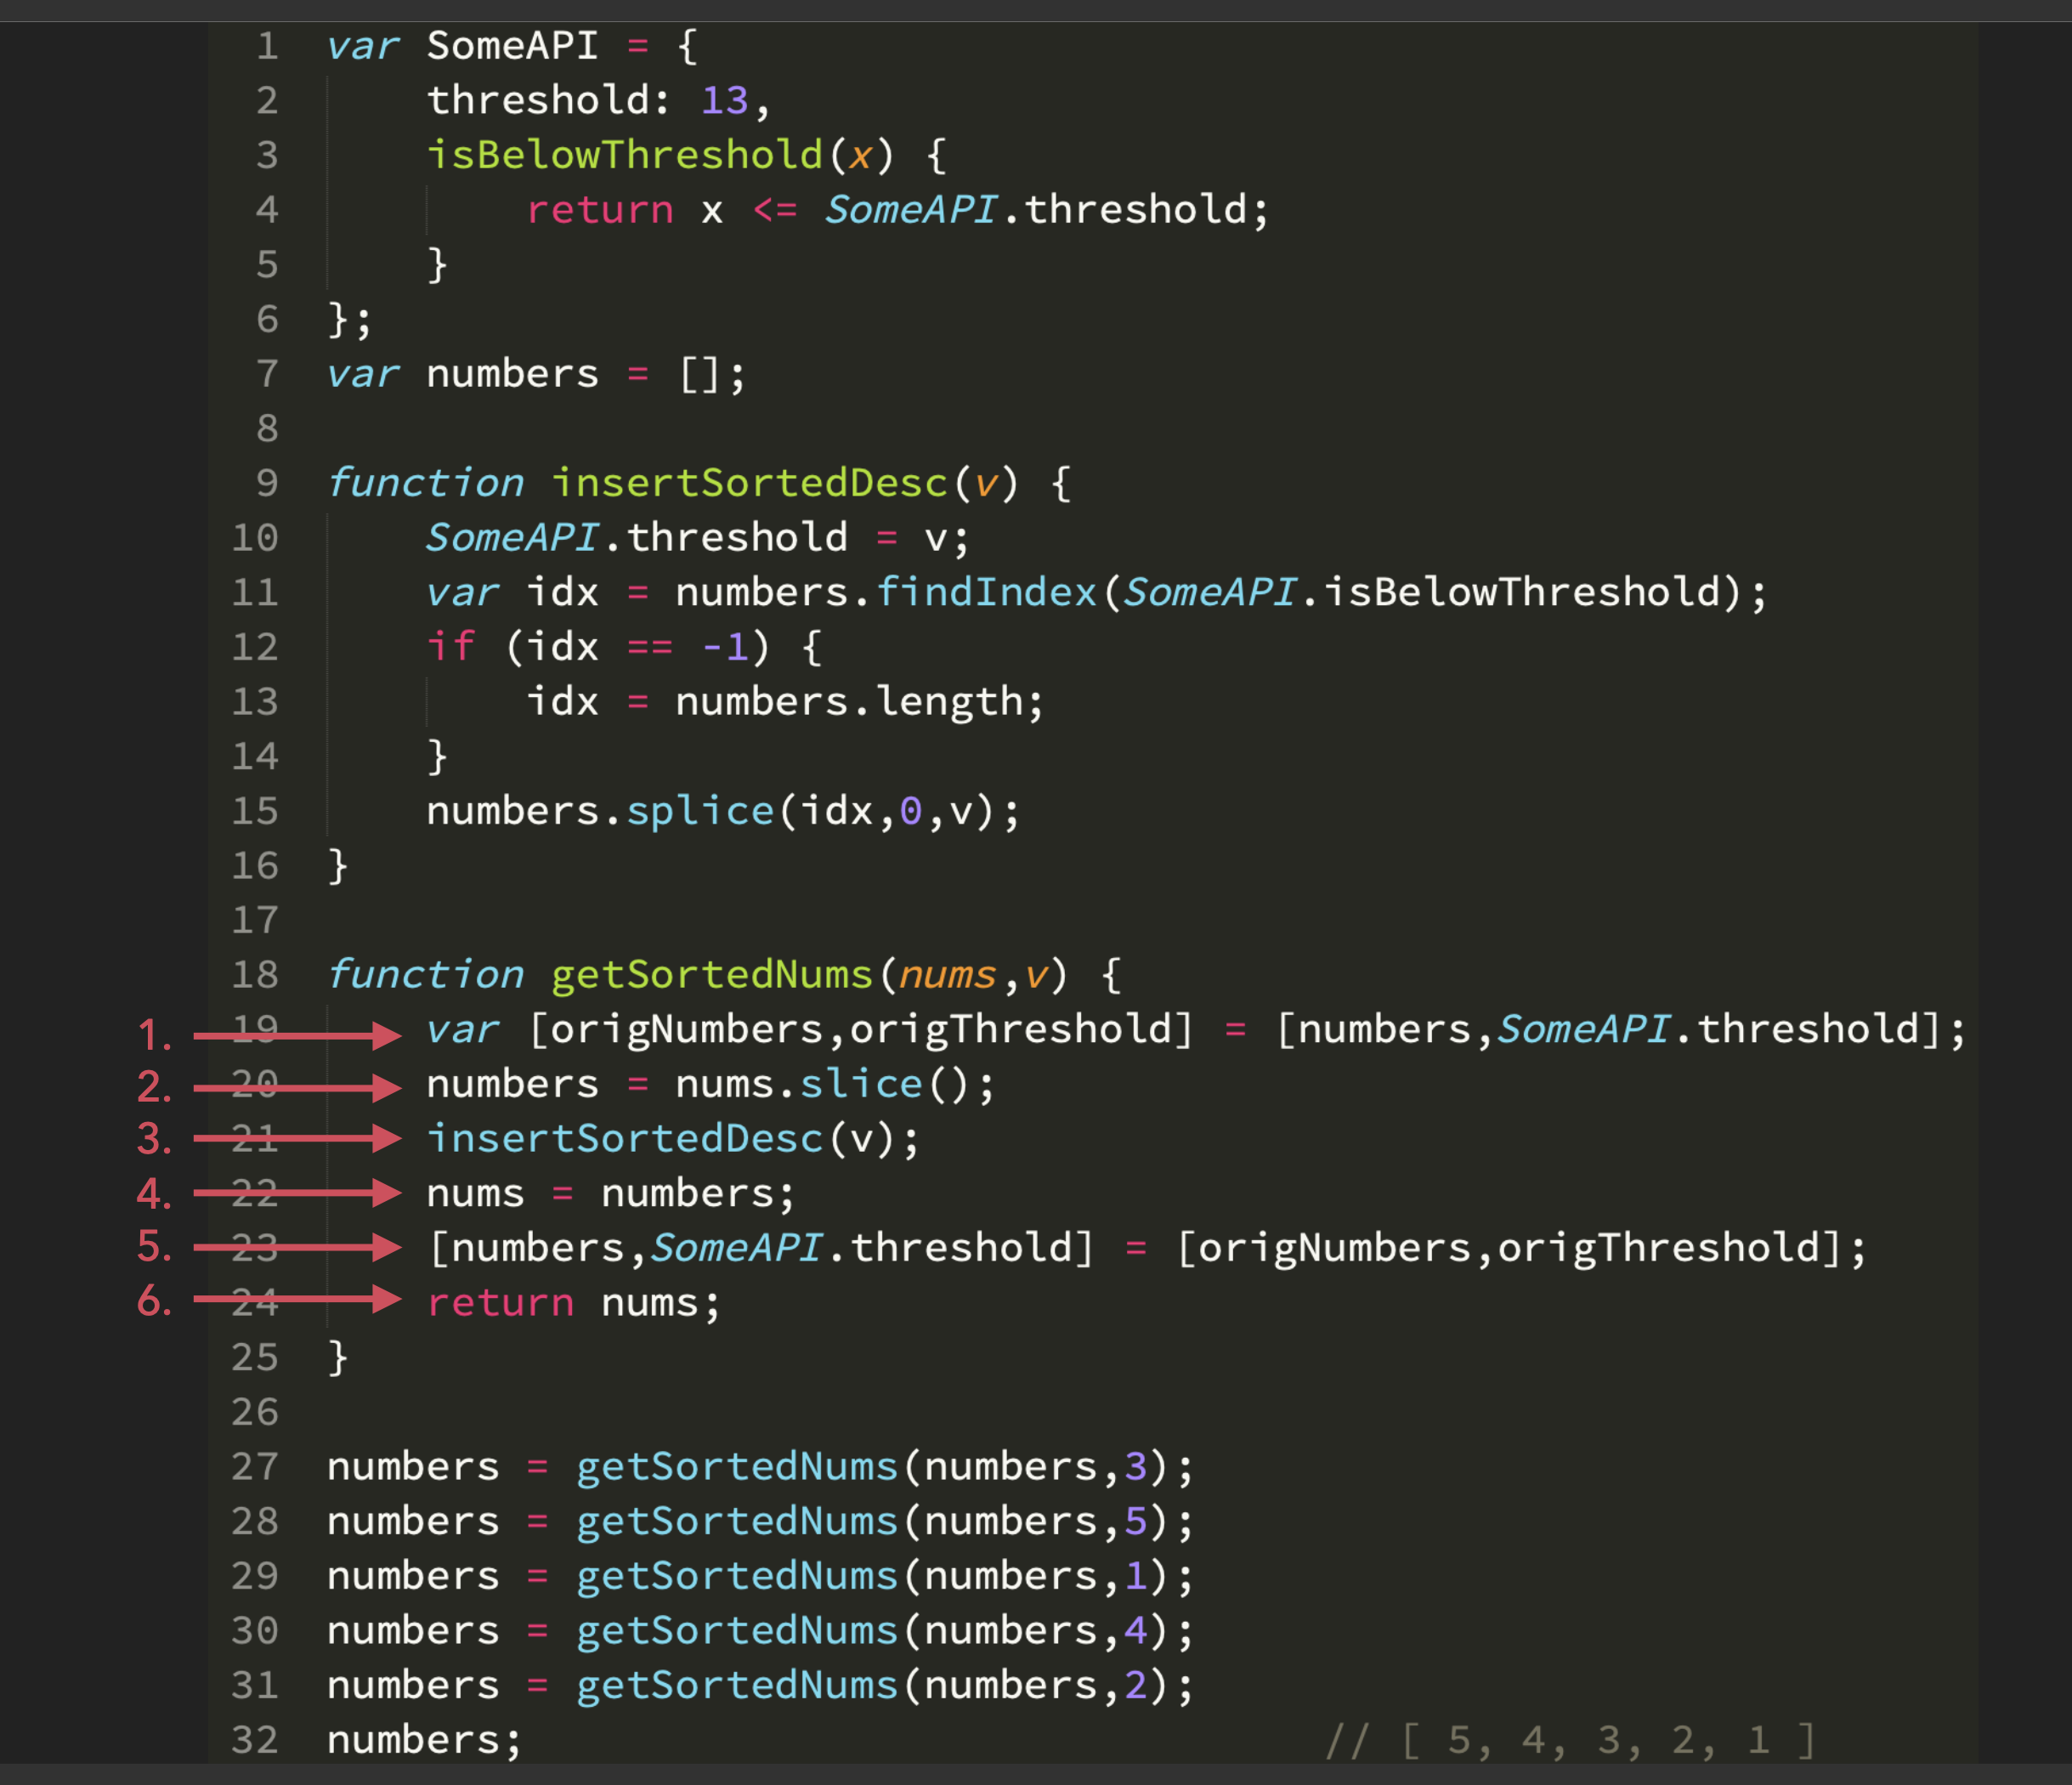 1 var SomeAPI = {
2 threshold: 13,
3 isBelowThreshold(x) {
4 return x <= SomeAPI.threshold;
5 }
6 };
7 var numbers = [];
8
9 function insertSortedDesc(v) {
10 SomeAPI.threshold = v;
11 var idx = numbers.findIndex(SomeAPI.isBelowThreshold);
12 if (idx == -1) {
13 idx = numbers.length;
14 }
15 numbers.splice(idx,0,v);
16 }
17
18 function getSortedNums(nums,v) {
1. 19 var [origNumbers,origThreshold] = [numbers,SomeAPI.threshold];
2. 20 numbers = nums.slice();
3. 21 insertSortedDesc(v);
4. 22 nums = numbers;
5. 23 [numbers,SomeAPI.threshold] = [origNumbers,origThreshold];
6. 24 return nums;
25 }
26
27 numbers = getSortedNums(numbers,3);
28 numbers = getSortedNums(numbers,5);
29 numbers = getSortedNums(numbers,1);
30 numbers = getSortedNums(numbers,4);
31 numbers = getSortedNums(numbers,2);
32 numbers; // [ 5, 4, 3, 2, 1 ]